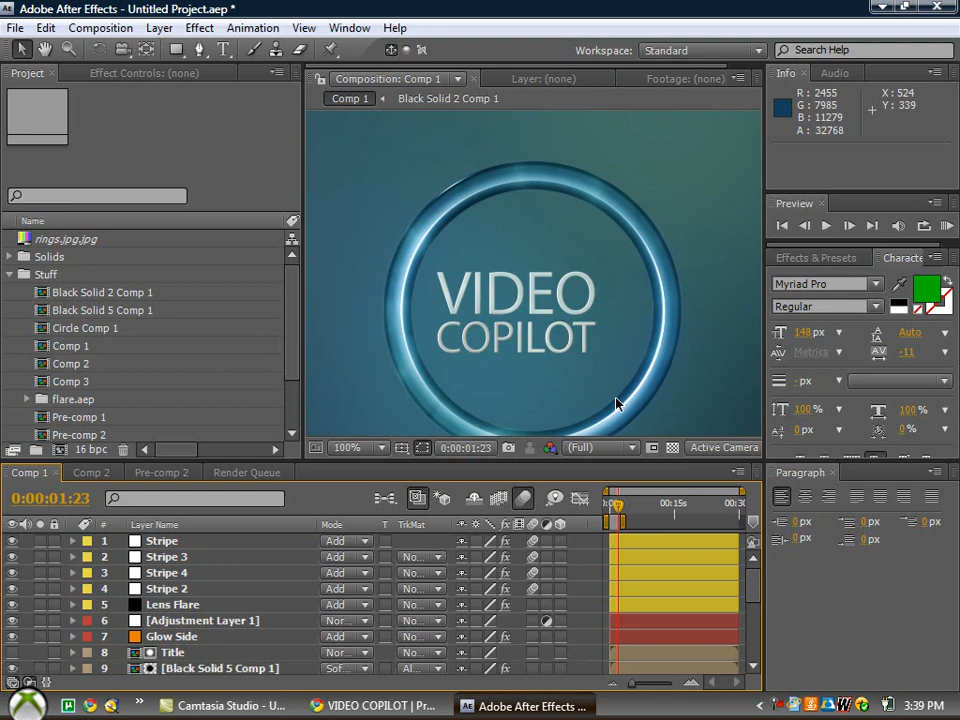 Adobe After Effects - Untitled Project.aep *
File Edit Composition Layer Effect Animation View Window Help
Workspace: Standard Search Help
Project Effect Controls: (none)
Composition: Comp 1 Layer: (none) Footage: (none)
Info Audio
Comp 1 Black Solid 2 Comp 1
R : 2455
G : 7985
B : 11279
A : 32768
X : 524
Y : 339
Preview
Name
rings.jpg.jpg
Solids
Stuff
Black Solid 2 Comp 1
Black Solid 5 Comp 1
Circle Comp 1
Comp 1
Comp 2
Comp 3
flare.aep
Pre-comp 1
Pre-comp 2
16 bpc
VIDEO
COPILOT
100% 0:00:01:23 (Full) Active Camera
Effects & Presets Characte
Myriad Pro
Regular
148 px Auto
Metrics -11
- px
100 % 100 %
0 px 0 %
Comp 1 Comp 2 Pre-comp 2 Render Queue
Paragraph
0:00:01:23
00:15s 00:30
0 px 0 px 0 px
0 px 0 px
# Layer Name Mode T TrkMat
1 Stripe Add
2 Stripe 3 Add No...
3 Stripe 4 Add No...
4 Stripe 2 Add No...
5 Lens Flare Add No...
6 [Adjustment Layer 1] Nor... No...
7 Glow Side Add No...
8 Title Nor... No...
9 [Black Solid 5 Comp 1] Sof... Al...
Camtasia Studio - U... VIDEO COPILOT | Pr... Adobe After Effects ... 3:39 PM